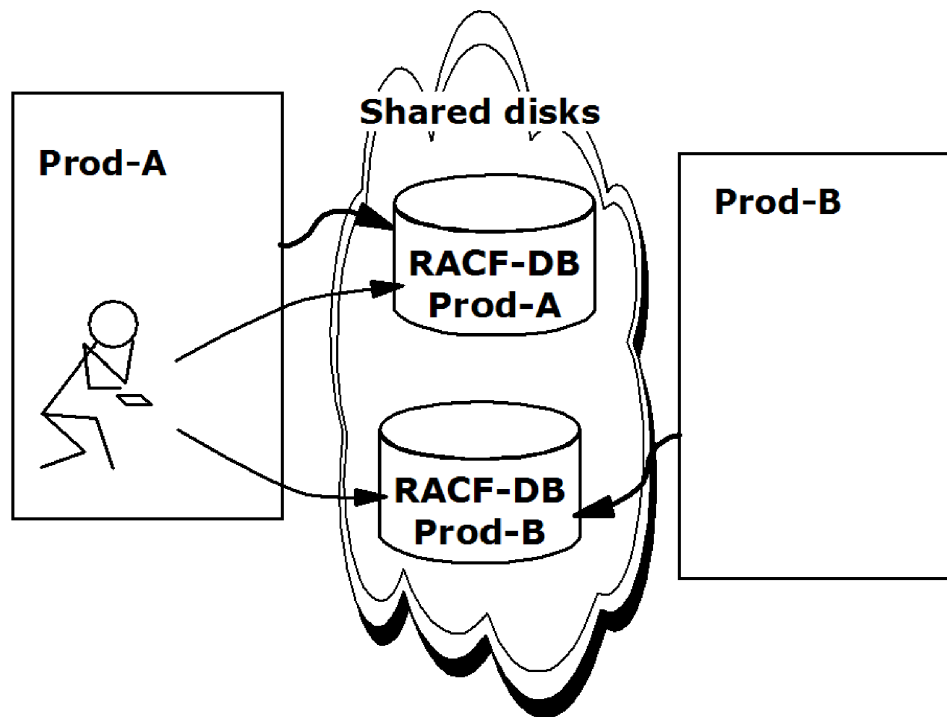 Shared disks
Prod-A
Prod-B
RACF-DB
Prod-A
RACF-DB
Prod-B